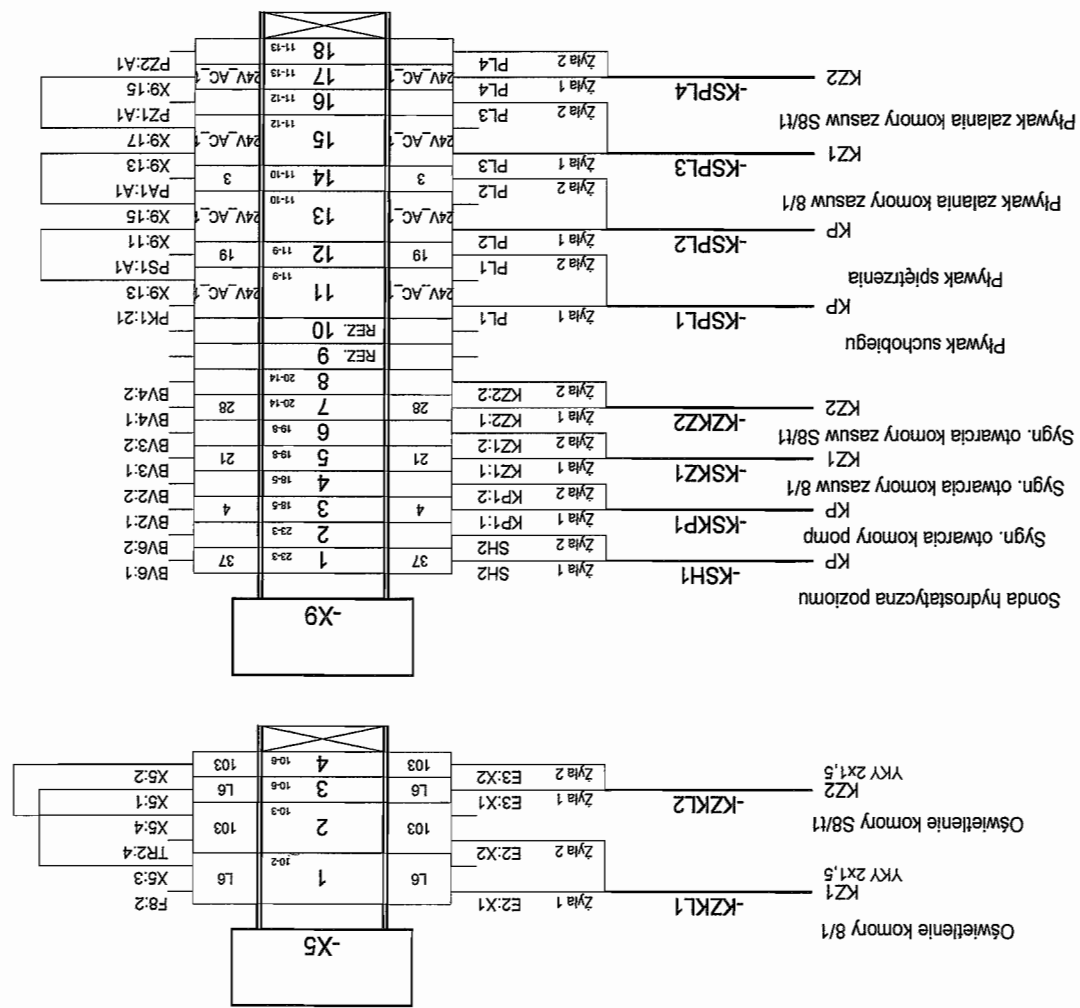 -X5
Oświetlenie komory 8/1
KZ1 -KZKL1 Żyła 1 E2:X1 L6 1 10-2 L6 F8:2
YKY 2x1,5
X5:3
Żyła 2 E2:X2 103 2 10-3 103 TR2:4
X5:4
Oświetlenie komory S8/t1
KZ2 -KZKL2 Żyła 1 E3:X1 L6 3 10-6 L6 X5:1
YKY 2x1,5
Żyła 2 E3:X2 103 4 10-6 103 X5:2
-X9
Sonda hydrostatyczna poziomu
KP -KSH1 Żyła 1 SH2 37 1 23-3 37 BV6:1
Żyła 2 SH2 2 23-3 BV6:2
Sygn. otwarcia komory pomp
KP -KSKP1 Żyła 1 KP1:1 4 3 18-5 4 BV2:1
Żyła 2 KP1:2 4 18-5 BV2:2
Sygn. otwarcia komory zasuw 8/1
KZ1 -KSKZ1 Żyła 1 KZ1:1 21 5 19-8 21 BV3:1
Żyła 2 KZ1:2 6 19-8 BV3:2
Sygn. otwarcia komory zasuw S8/t1
KZ2 -KZKZ2 Żyła 1 KZ2:1 28 7 20-14 28 BV4:1
Żyła 2 KZ2:2 8 20-14 BV4:2
REZ. 9
REZ. 10
Pływak suchobiegu
KP -KSPL1 Żyła 1 PL1 24V_AC_1 11 11-9 24V_AC_1 PK1:21
X9:13
Żyła 2 PL1 19 12 11-9 19 PS1:A1
Pływak spiętrzenia
KP -KSPL2 Żyła 1 PL2 24V_AC_1 13 11-10 24V_AC_1 X9:11
X9:15
Żyła 2 PL2 3 14 11-10 3 PA1:A1
Pływak zalania komory zasuw 8/1
KZ1 -KSPL3 Żyła 1 PL3 24V_AC_1 15 11-12 24V_AC_1 X9:13
X9:17
Żyła 2 PL3 16 11-12 PZ1:A1
Pływak zalania komory zasuw S8/t1
KZ2 -KSPL4 Żyła 1 PL4 24V_AC_1 17 11-13 24V_AC_1 X9:15
Żyła 2 PL4 18 11-13 PZ2:A1